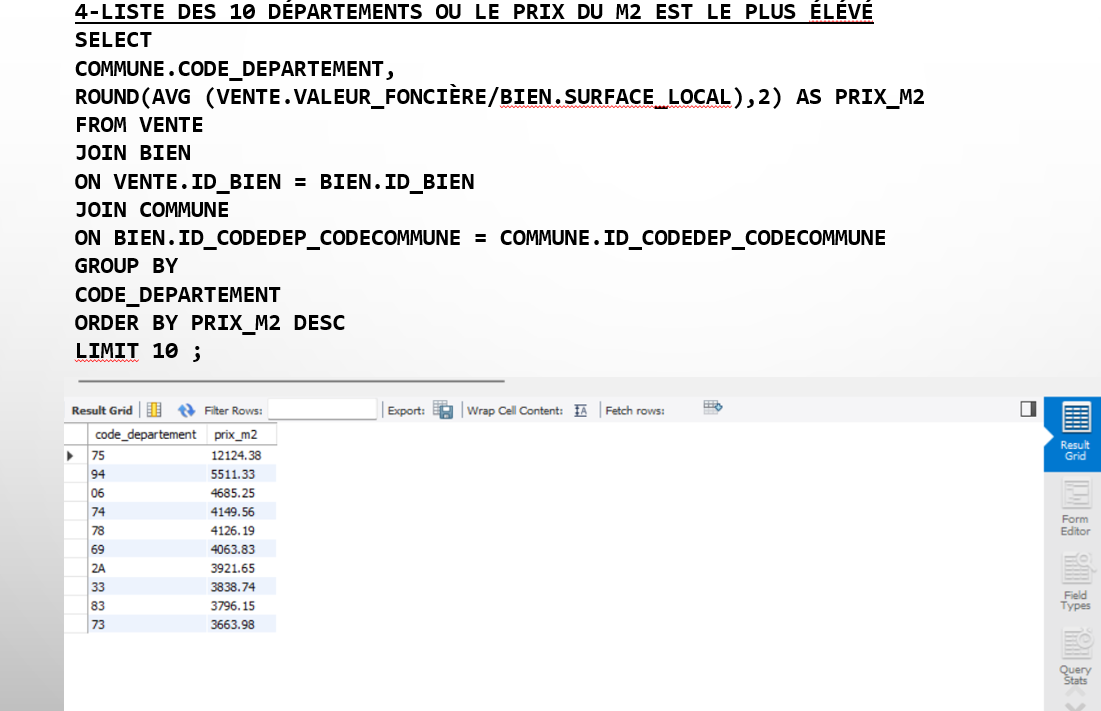 4-LISTE DES 10 DÉPARTEMENTS OU LE PRIX DU M2 EST LE PLUS ÉLÉVÉ
SELECT
COMMUNE.CODE_DEPARTEMENT,
ROUND(AVG (VENTE.VALEUR_FONCIÈRE/BIEN.SURFACE_LOCAL),2) AS PRIX_M2
FROM VENTE
JOIN BIEN
ON VENTE.ID_BIEN = BIEN.ID_BIEN
JOIN COMMUNE
ON BIEN.ID_CODEDEP_CODECOMMUNE = COMMUNE.ID_CODEDEP_CODECOMMUNE
GROUP BY
CODE_DEPARTEMENT
ORDER BY PRIX_M2 DESC
LIMIT 10 ;
Result Grid Filter Rows: Export: Wrap Cell Content: Fetch rows:
code_departement prix_m2
75 12124.38
94 5511.33
06 4685.25
74 4149.56
78 4126.19
69 4063.83
2A 3921.65
33 3838.74
83 3796.15
73 3663.98
Result
Grid
Form
Editor
Field
Types
Query
Stats